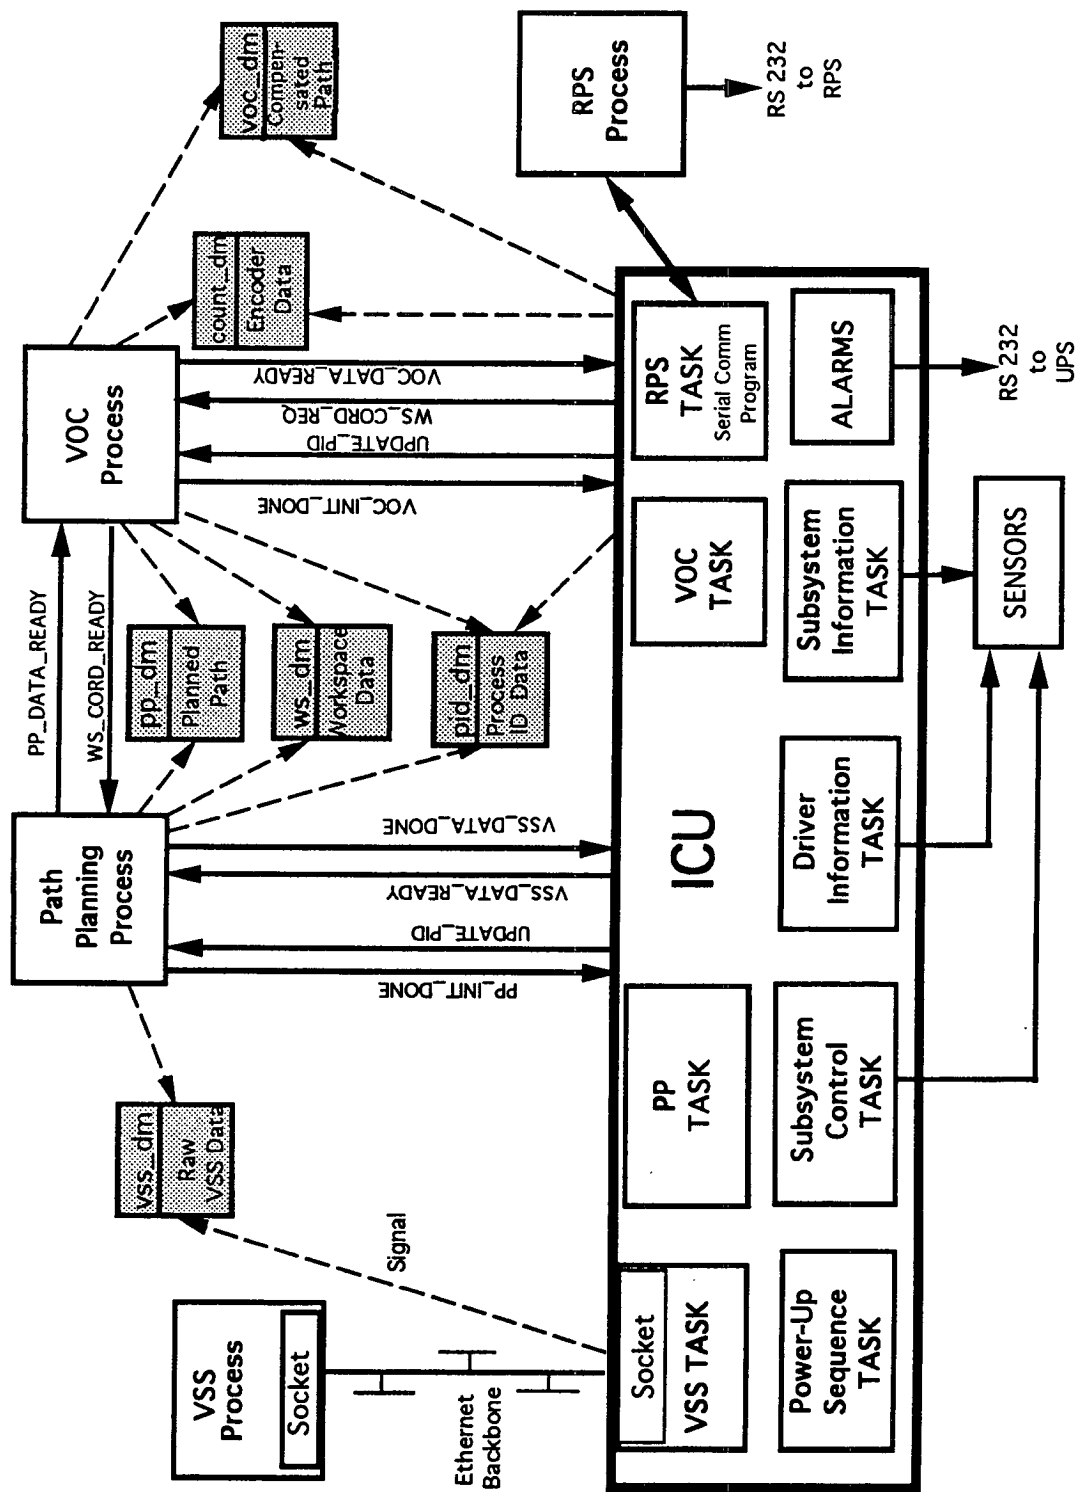 VSS
Process
Socket
Ethernet
Backbone
Signal
vss_dm
Raw
VSS Data
Path
Planning
Process
PP_DATA_READY
WS_CORD_READY
VOC
Process
pp_dm
Planned
Path
ws_dm
Workspace
Data
pid_dm
Process
ID Data
count_dm
Encoder
Data
voc_dm
Compen-
sated
Path
PP_INIT_DONE
UPDATE_PID
VSS_DATA_READY
VSS_DATA_DONE
VOC_INIT_DONE
UPDATE_PID
WS_CORD_REQ
VOC_DATA_READY
RPS
Process
RS 232
to
RPS
Socket
VSS TASK
PP
TASK
ICU
VOC
TASK
RPS
TASK
Serial Comm
Program
Power-Up
Sequence
TASK
Subsystem
Control
TASK
Driver
Information
TASK
Subsystem
Information
TASK
ALARMS
SENSORS
RS 232
to
UPS